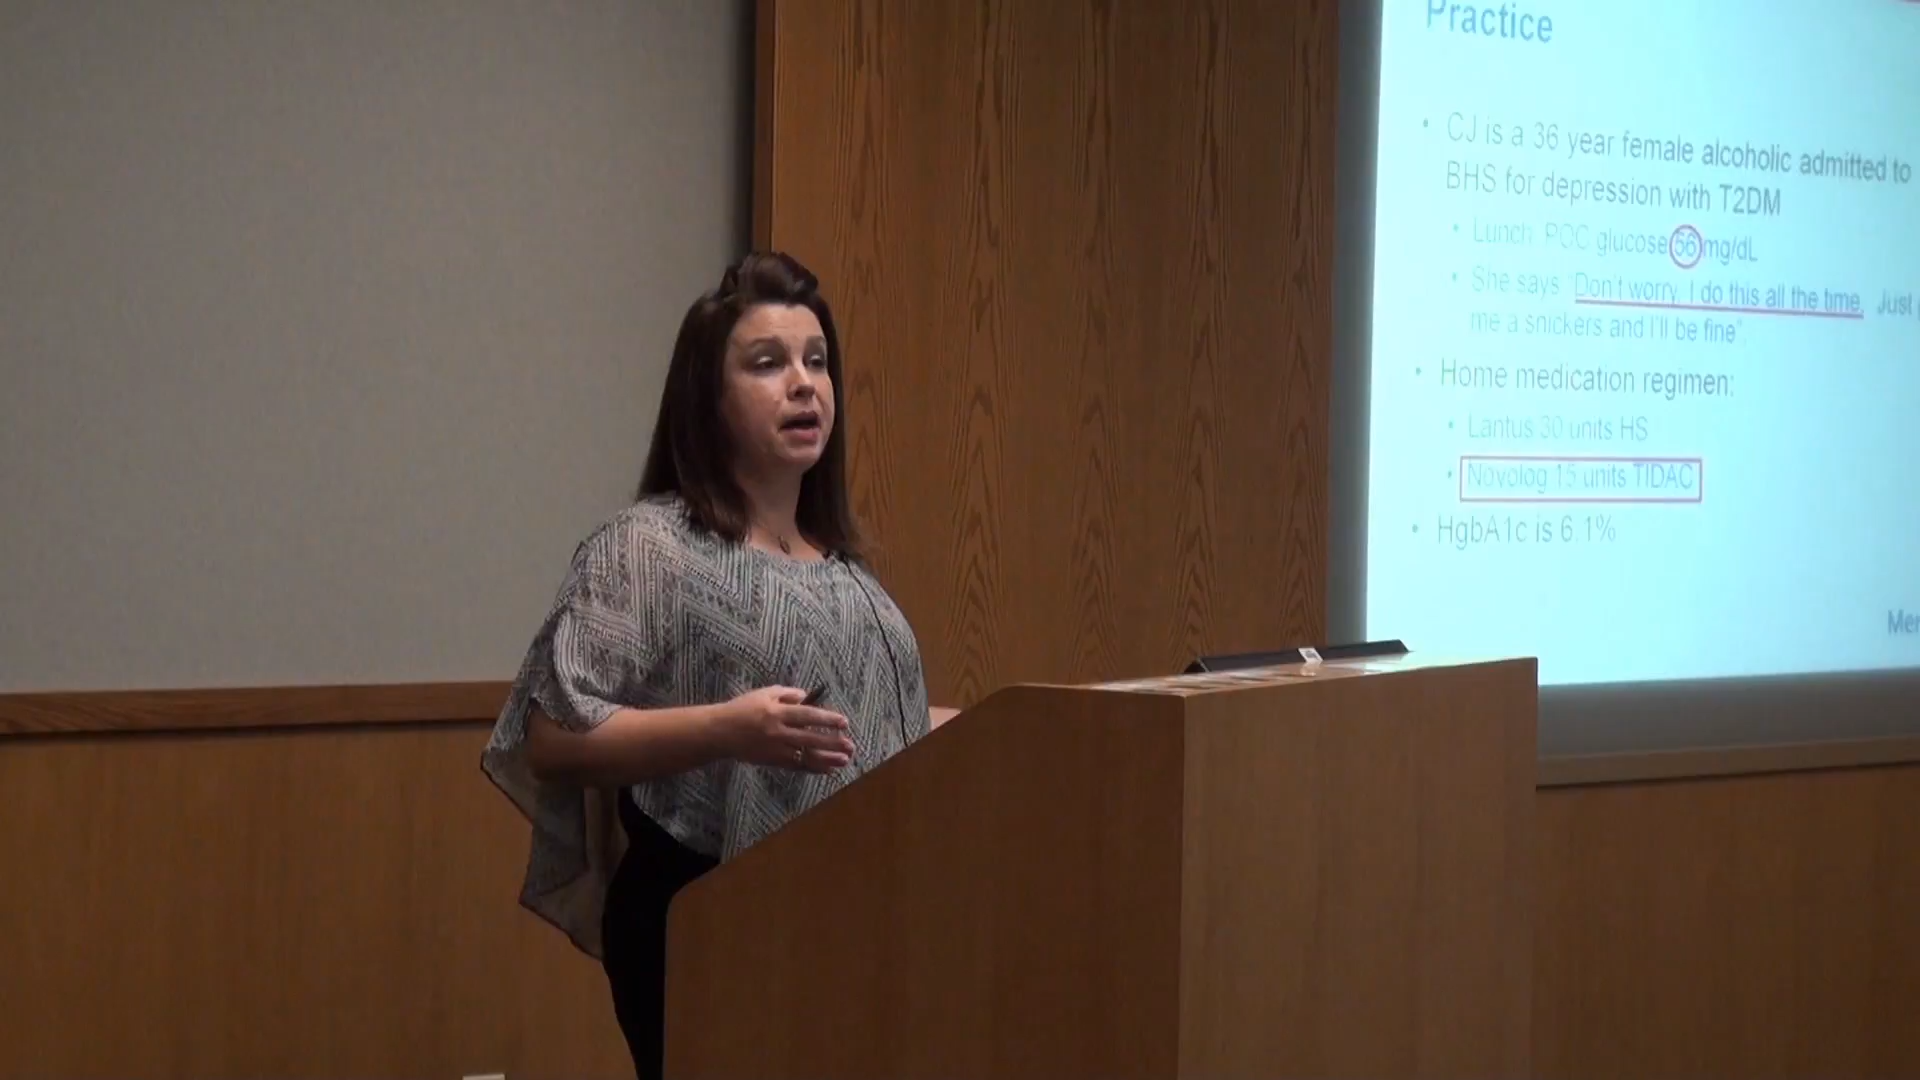 Practice
• CJ is a 36 year female alcoholic admitted to
BHS for depression with T2DM
• Lunch POC glucose 56 mg/dL
• She says "Don't worry, I do this all the time. Just
me a snickers and I'll be fine".
• Home medication regimen:
• Lantus 30 units HS
• Novolog 15 units TIDAC
• HgbA1c is 6.1%